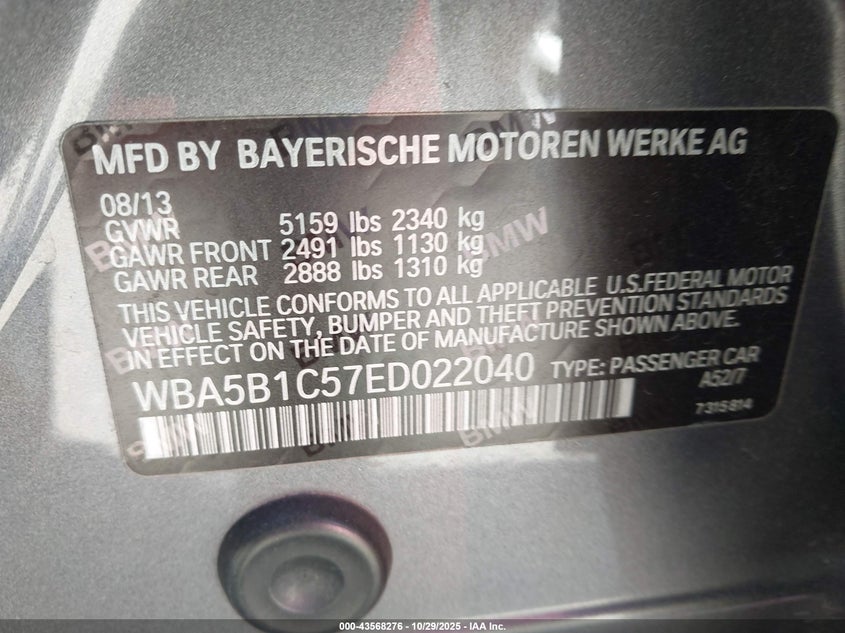 MFD BY BAYERISCHE MOTOREN WERKE AG
08/13
GVWR 5159 lbs 2340 kg
GAWR FRONT 2491 lbs 1130 kg
GAWR REAR 2888 lbs 1310 kg
THIS VEHICLE CONFORMS TO ALL APPLICABLE U.S.FEDERAL MOTOR
VEHICLE SAFETY, BUMPER AND THEFT PREVENTION STANDARDS
IN EFFECT ON THE DATE OF MANUFACTURE SHOWN ABOVE.
WBA5B1C57ED022040 TYPE: PASSENGER CAR
A52/7
7315814
000-43568276 | 10/29/2025 - IAA Inc.